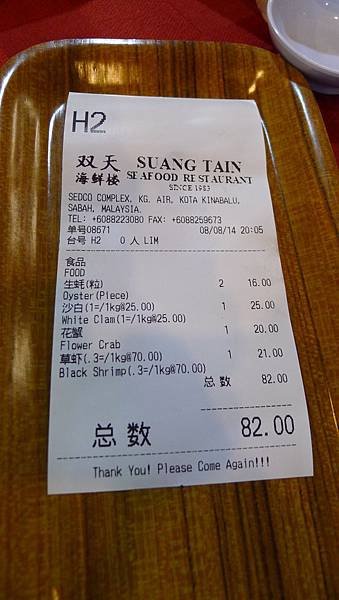 H2
双天 SUANG TAIN
海鲜楼 SEAFOOD RESTAURANT
SINCE 1983
SEDCO COMPLEX, KG. AIR, KOTA KINABALU,
SABAH, MALAYSIA.
TEL: +6088223080 FAX: +6088259673
单号08671 08/08/14 20:05
台号 H2 0 人 LIM
食品
FOOD
生蚝(粒) 2 16.00
Oyster(Piece)
沙白(1=/1kg@25.00) 1 25.00
White Clam(1=/1kg@25.00)
花蟹 1 20.00
Flower Crab
草虾(.3=/1kg@70.00) 1 21.00
Black Shrimp(.3=/1kg@70.00)
总 数 82.00
总 数 82.00
Thank You! Please Come Again!!!